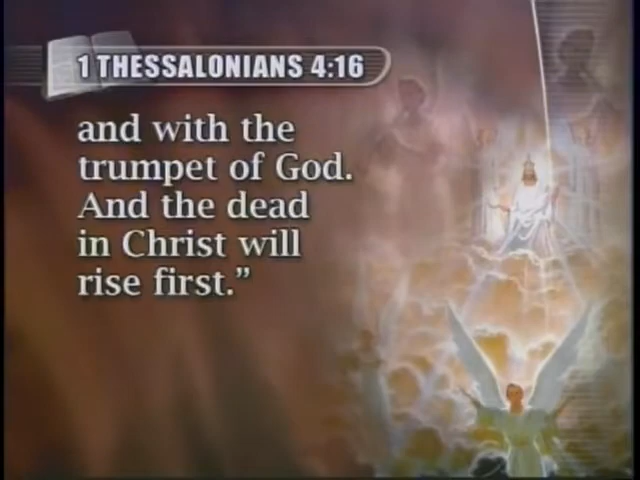 1 THESSALONIANS 4:16
and with the
trumpet of God.
And the dead
in Christ will
rise first.”